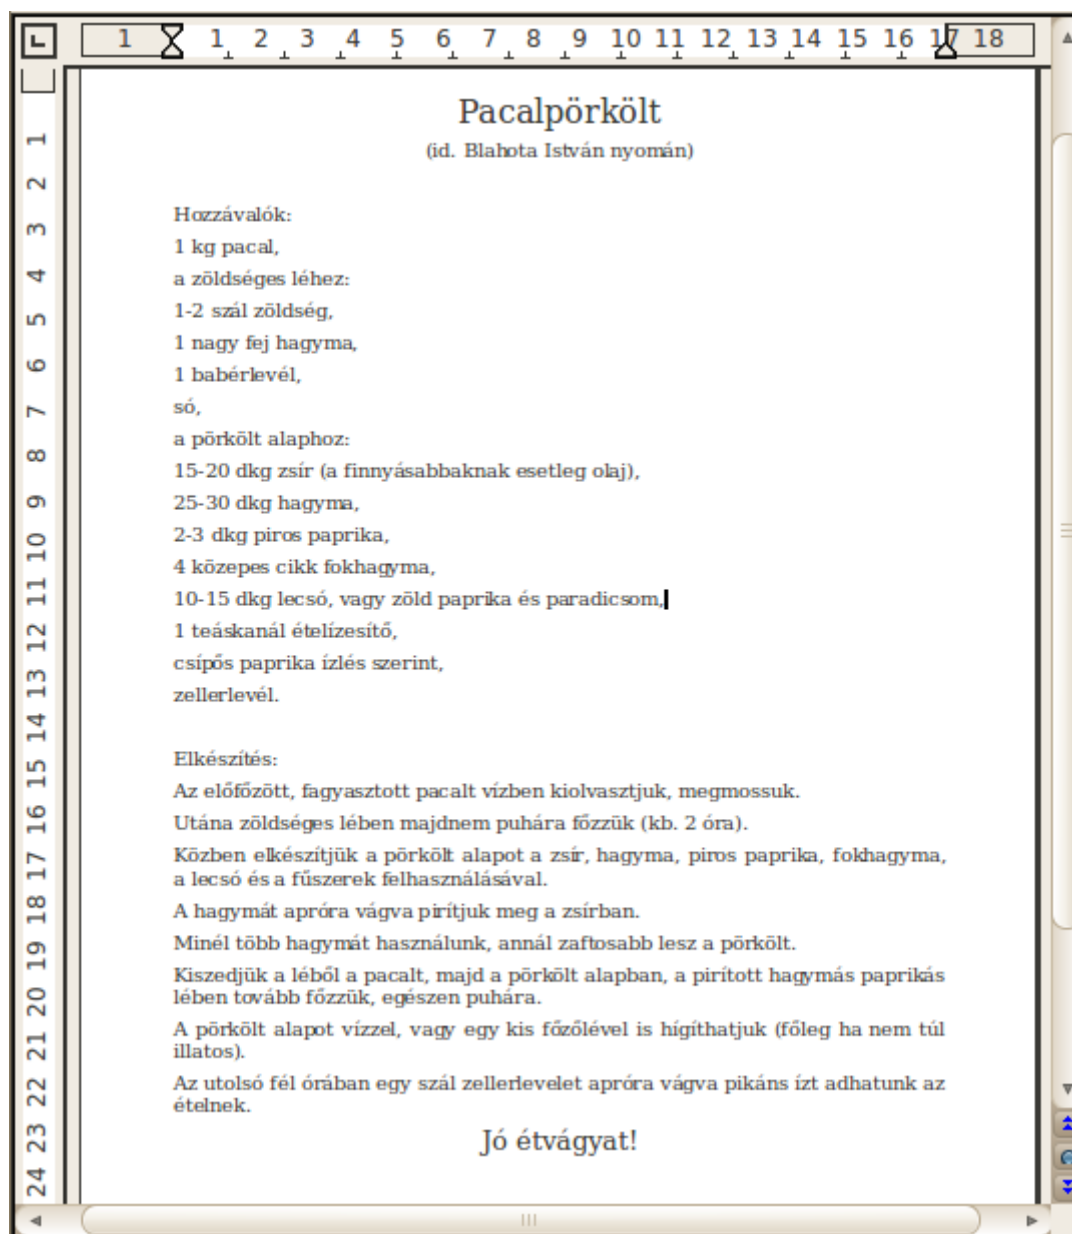 1 1 2 3 4 5 6 7 8 9 10 11 12 13 14 15 16 17 18
Pacalpörkölt
(id. Blahota István nyomán)
Hozzávalók:
1 kg pacal,
a zöldséges léhez:
1-2 szál zöldség,
1 nagy fej hagyma,
1 babérlevél,
só,
a pörkölt alaphoz:
15-20 dkg zsír (a finnyásabbaknak esetleg olaj),
25-30 dkg hagyma,
2-3 dkg piros paprika,
4 közepes cikk fokhagyma,
10-15 dkg lecsó, vagy zöld paprika és paradicsom,
1 teáskanál ételízesítő,
csípős paprika ízlés szerint,
zellerlevél.
Elkészítés:
Az előfőzött, fagyasztott pacalt vízben kiolvasztjuk, megmossuk.
Utána zöldséges lében majdnem puhára főzzük (kb. 2 óra).
Közben elkészítjük a pörkölt alapot a zsír, hagyma, piros paprika, fokhagyma,
a lecsó és a fűszerek felhasználásával.
A hagymát apróra vágva pirítjuk meg a zsírban.
Minél több hagymát használunk, annál zaftosabb lesz a pörkölt.
Kiszedjük a léből a pacalt, majd a pörkölt alapban, a pirított hagymás paprikás
lében tovább főzzük, egészen puhára.
A pörkölt alapot vízzel, vagy egy kis főzőlével is hígíthatjuk (főleg ha nem túl
illatos).
Az utolsó fél órában egy szál zellerlevelet apróra vágva pikáns ízt adhatunk az
ételnek.
Jó étvágyat!
1
2
3
4
5
6
7
8
9
10
11
12
13
14
15
16
17
18
19
20
21
22
23
24